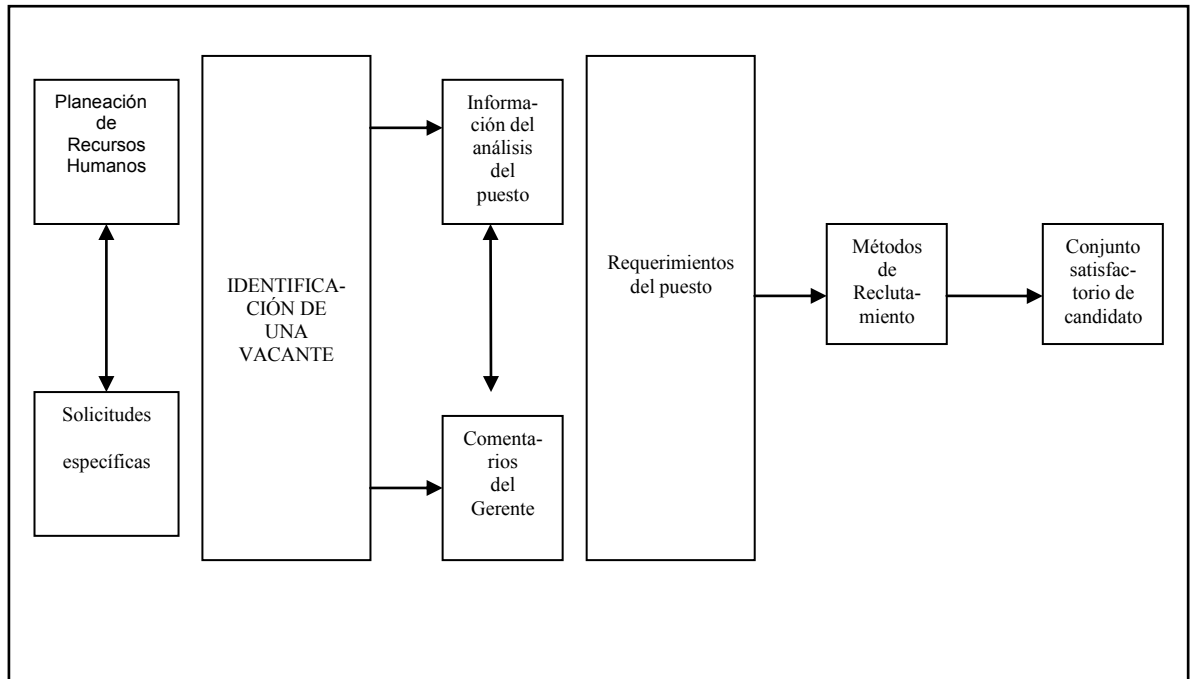 Planeación
de
Recursos
Humanos
Solicitudes
específicas
IDENTIFICA-
CIÓN DE
UNA
VACANTE
Informa-
ción del
análisis
del
puesto
Comenta-
rios
del
Gerente
Requerimientos
del puesto
Métodos
de
Recluta-
miento
Conjunto
satisfac-
torio de
candidato